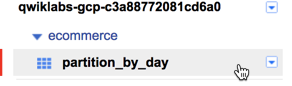 qwiklabs-gcp-c3a88772081cd6a0
ecommerce
partition_by_day